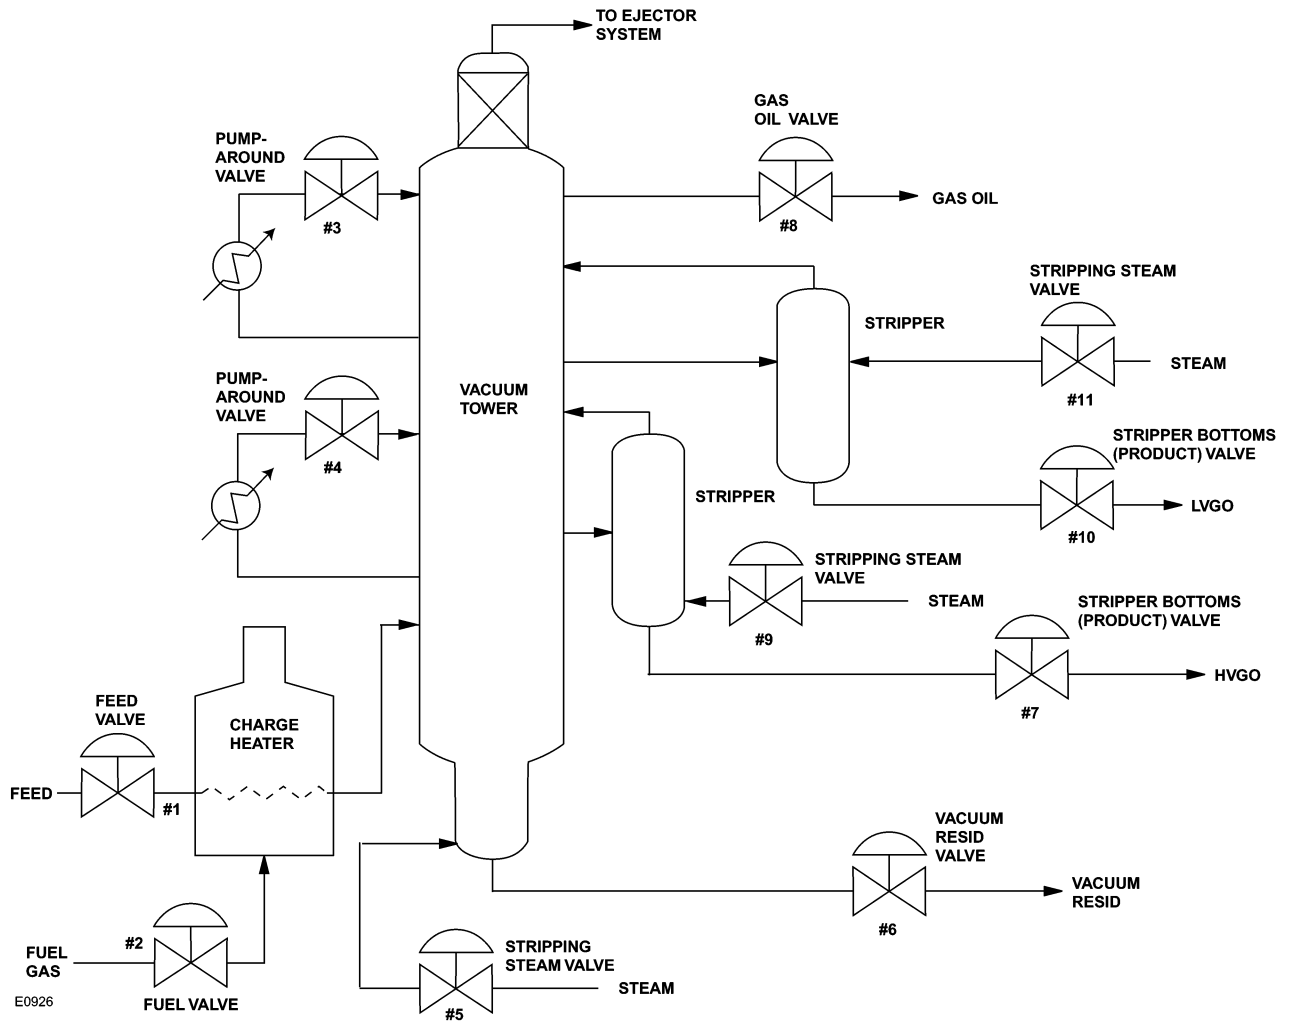 TO EJECTOR
SYSTEM
GAS
OIL VALVE
PUMP-
AROUND
VALVE
#3
#8
GAS OIL
STRIPPING STEAM
VALVE
STRIPPER
STEAM
#11
PUMP-
AROUND
VALVE
VACUUM
TOWER
#4
STRIPPER BOTTOMS
(PRODUCT) VALVE
STRIPPER
LVGO
#10
STRIPPING STEAM
VALVE
STEAM
#9
STRIPPER BOTTOMS
(PRODUCT) VALVE
HVGO
#7
FEED
VALVE
CHARGE
HEATER
FEED
#1
VACUUM
RESID
VALVE
VACUUM
RESID
#6
#2
FUEL
GAS
FUEL VALVE
STRIPPING
STEAM VALVE
STEAM
#5
E0926